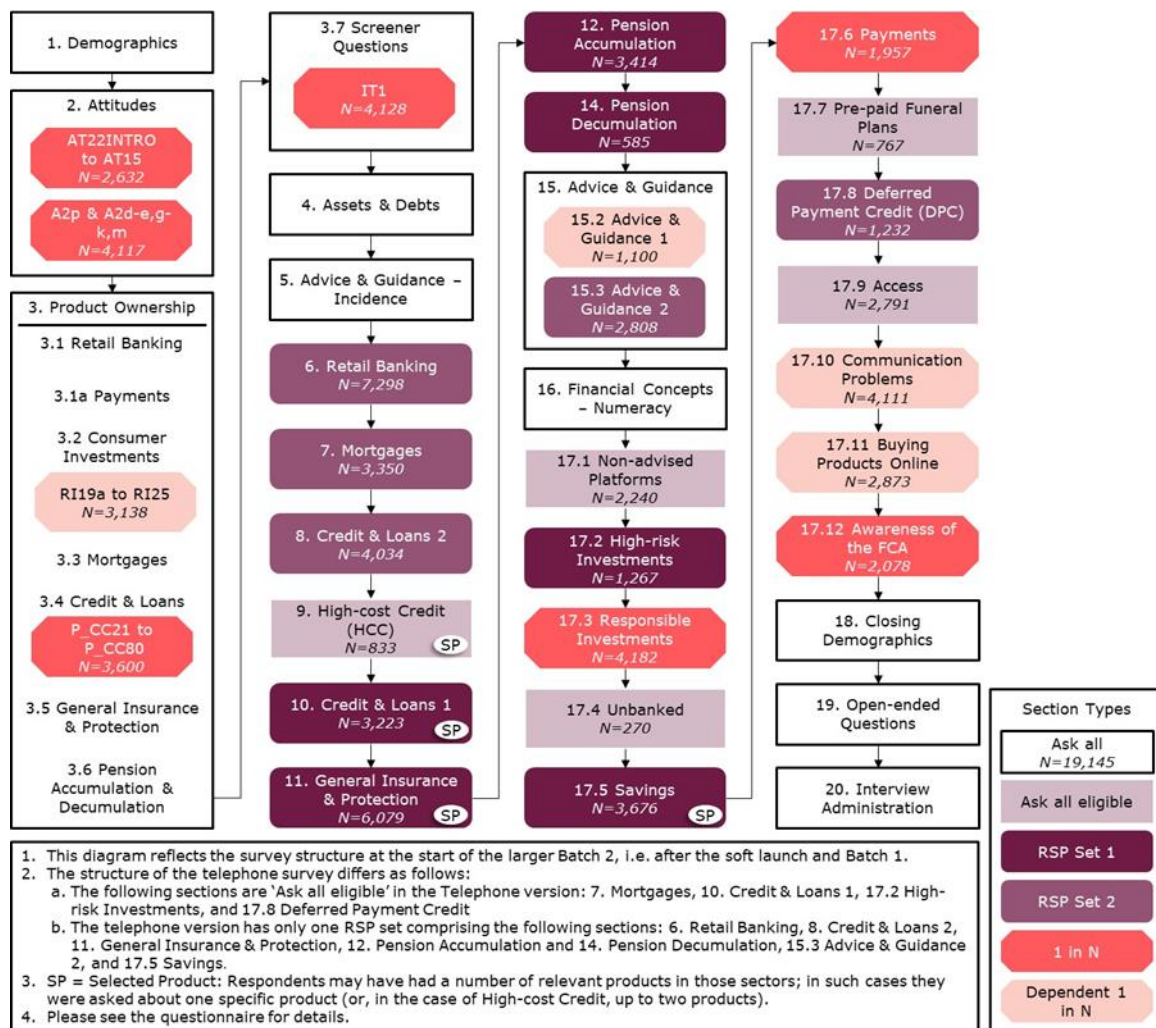 1. Demographics
2. Attitudes
AT22INTRO
to AT15
N=2,632
A2p & A2d-e,g-
k,m
N=4,117
3. Product Ownership
3.1 Retail Banking
3.1a Payments
3.2 Consumer
Investments
RI19a to RI25
N=3,138
3.3 Mortgages
3.4 Credit & Loans
P_CC21 to
P_CC80
N=3,600
3.5 General Insurance
& Protection
3.6 Pension
Accumulation &
Decumulation
3.7 Screener
Questions
IT1
N=4,128
4. Assets & Debts
5. Advice & Guidance –
Incidence
6. Retail Banking
N=7,298
7. Mortgages
N=3,350
8. Credit & Loans 2
N=4,034
9. High-cost Credit
(HCC)
N=833
SP
10. Credit & Loans 1
N=3,223
SP
11. General Insurance
& Protection
N=6,079
SP
12. Pension
Accumulation
N=3,414
14. Pension
Decumulation
N=585
15. Advice & Guidance
15.2 Advice &
Guidance 1
N=1,100
15.3 Advice &
Guidance 2
N=2,808
16. Financial Concepts
– Numeracy
17.1 Non-advised
Platforms
N=2,240
17.2 High-risk
Investments
N=1,267
17.3 Responsible
Investments
N=4,182
17.4 Unbanked
N=270
17.5 Savings
N=3,676
SP
17.6 Payments
N=1,957
17.7 Pre-paid Funeral
Plans
N=767
17.8 Deferred
Payment Credit (DPC)
N=1,232
17.9 Access
N=2,791
17.10 Communication
Problems
N=4,111
17.11 Buying
Products Online
N=2,873
17.12 Awareness of
the FCA
N=2,078
18. Closing
Demographics
19. Open-ended
Questions
20. Interview
Administration
Section Types
Ask all
N=19,145
Ask all eligible
RSP Set 1
RSP Set 2
1 in N
Dependent 1
in N
1. This diagram reflects the survey structure at the start of the larger Batch 2, i.e. after the soft launch and Batch 1.
2. The structure of the telephone survey differs as follows:
a. The following sections are ‘Ask all eligible’ in the Telephone version: 7. Mortgages, 10. Credit & Loans 1, 17.2 High-
risk Investments, and 17.8 Deferred Payment Credit
b. The telephone version has only one RSP set comprising the following sections: 6. Retail Banking, 8. Credit & Loans 2,
11. General Insurance & Protection, 12. Pension Accumulation and 14. Pension Decumulation, 15.3 Advice & Guidance
2, and 17.5 Savings.
3. SP = Selected Product: Respondents may have had a number of relevant products in those sectors; in such cases they
were asked about one specific product (or, in the case of High-cost Credit, up to two products).
4. Please see the questionnaire for details.